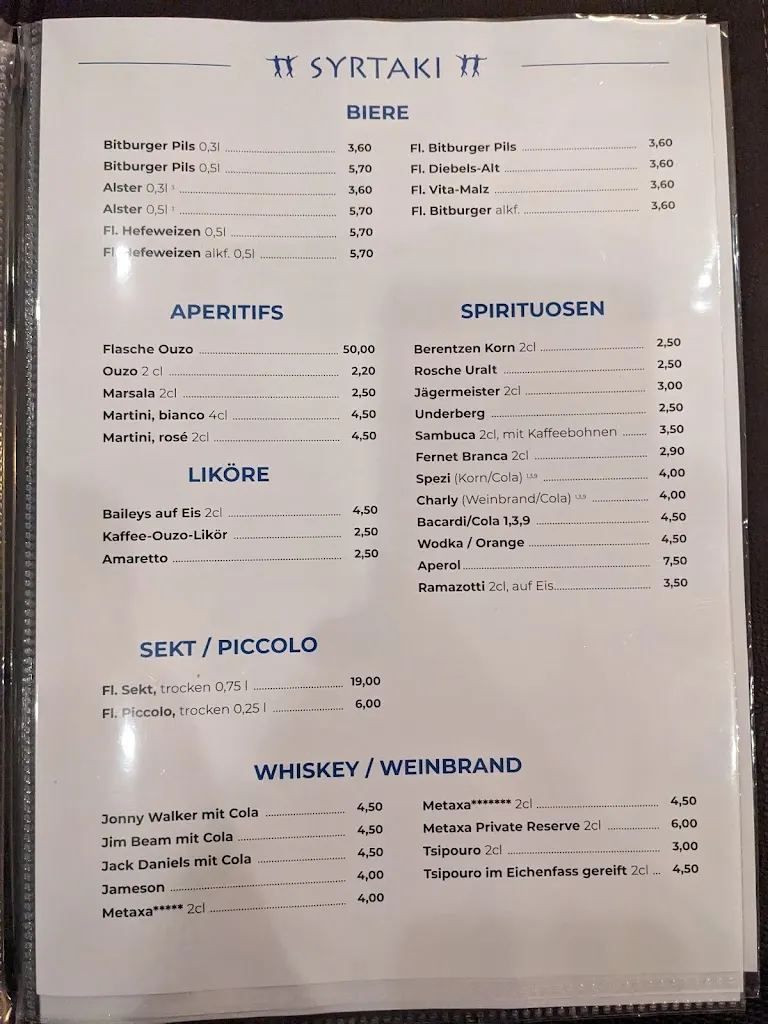 SYRTAKI
BIERE
Bitburger Pils 0,3l 3,60
Bitburger Pils 0,5l 5,70
Alster 0,3l 3,60
Alster 0,5l 5,70
Fl. Hefeweizen 0,5l 5,70
Fl. Hefeweizen alkf. 0,5l 5,70
Fl. Bitburger Pils 3,60
Fl. Diebels-Alt 3,60
Fl. Vita-Malz 3,60
Fl. Bitburger alkf. 3,60
APERITIFS
Flasche Ouzo 50,00
Ouzo 2 cl 2,20
Marsala 2cl 2,50
Martini, bianco 4cl 4,50
Martini, rosé 2cl 4,50
LIKÖRE
Baileys auf Eis 2cl 4,50
Kaffee-Ouzo-Likör 2,50
Amaretto 2,50
SPIRITUOSEN
Berentzen Korn 2cl 2,50
Rosche Uralt 2,50
Jägermeister 2cl 3,00
Underberg 2,50
Sambuca 2cl, mit Kaffeebohnen 3,50
Fernet Branca 2cl 2,90
Spezi (Korn/Cola) 1,3,9 4,00
Charly (Weinbrand/Cola) 1,3,9 4,00
Bacardi/Cola 1,3,9 4,50
Wodka / Orange 4,50
Aperol 7,50
Ramazotti 2cl, auf Eis 3,50
SEKT / PICCOLO
Fl. Sekt, trocken 0,75 l 19,00
Fl. Piccolo, trocken 0,25 l 6,00
WHISKEY / WEINBRAND
Jonny Walker mit Cola 4,50
Jim Beam mit Cola 4,50
Jack Daniels mit Cola 4,50
Jameson 4,00
Metaxa***** 2cl 4,00
Metaxa******* 2cl 4,50
Metaxa Private Reserve 2cl 6,00
Tsipouro 2cl 3,00
Tsipouro im Eichenfass gereift 2cl ... 4,50